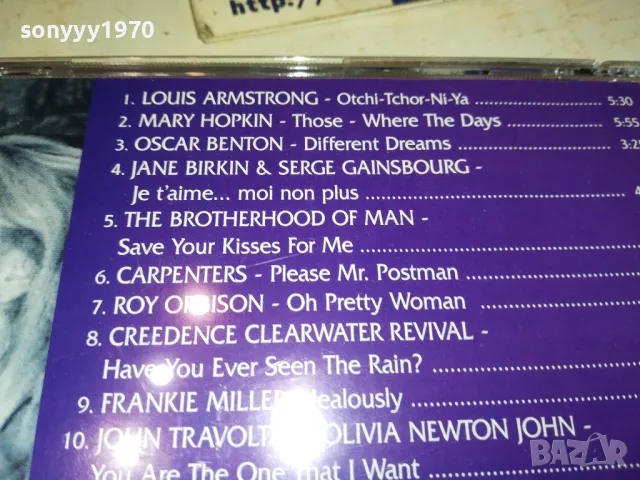 sonyyy1970
http://
1. LOUIS ARMSTRONG - Otchi-Tchor-Ni-Ya 5:30
2. MARY HOPKIN - Those - Where The Days 5:55
3. OSCAR BENTON - Different Dreams 3:2
4. JANE BIRKIN & SERGE GAINSBOURG -
Je t'aime... moi non plus 4
5. THE BROTHERHOOD OF MAN -
Save Your Kisses For Me
6. CARPENTERS - Please Mr. Postman
7. ROY ORBISON - Oh Pretty Woman
8. CREEDENCE CLEARWATER REVIVAL -
Have You Ever Seen The Rain?
9. FRANKIE MILLER Jealously
10. JOHN TRAVOLTA OLIVIA NEWTON JOHN -
You Are The One That I Want
BAZAR